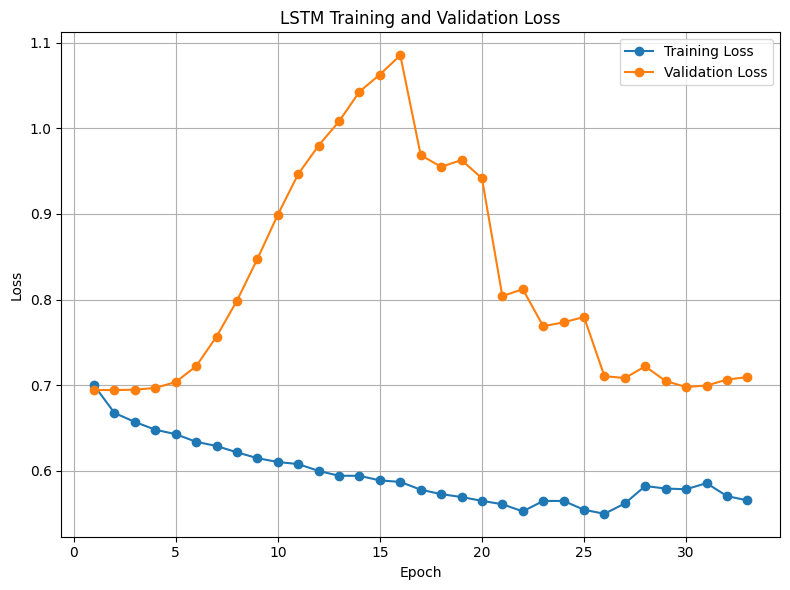 LSTM Training and Validation Loss
Training Loss
Validation Loss
1.1
1.0
0.9
0.8
0.7
0.6
Loss
0 5 10 15 20 25 30
Epoch